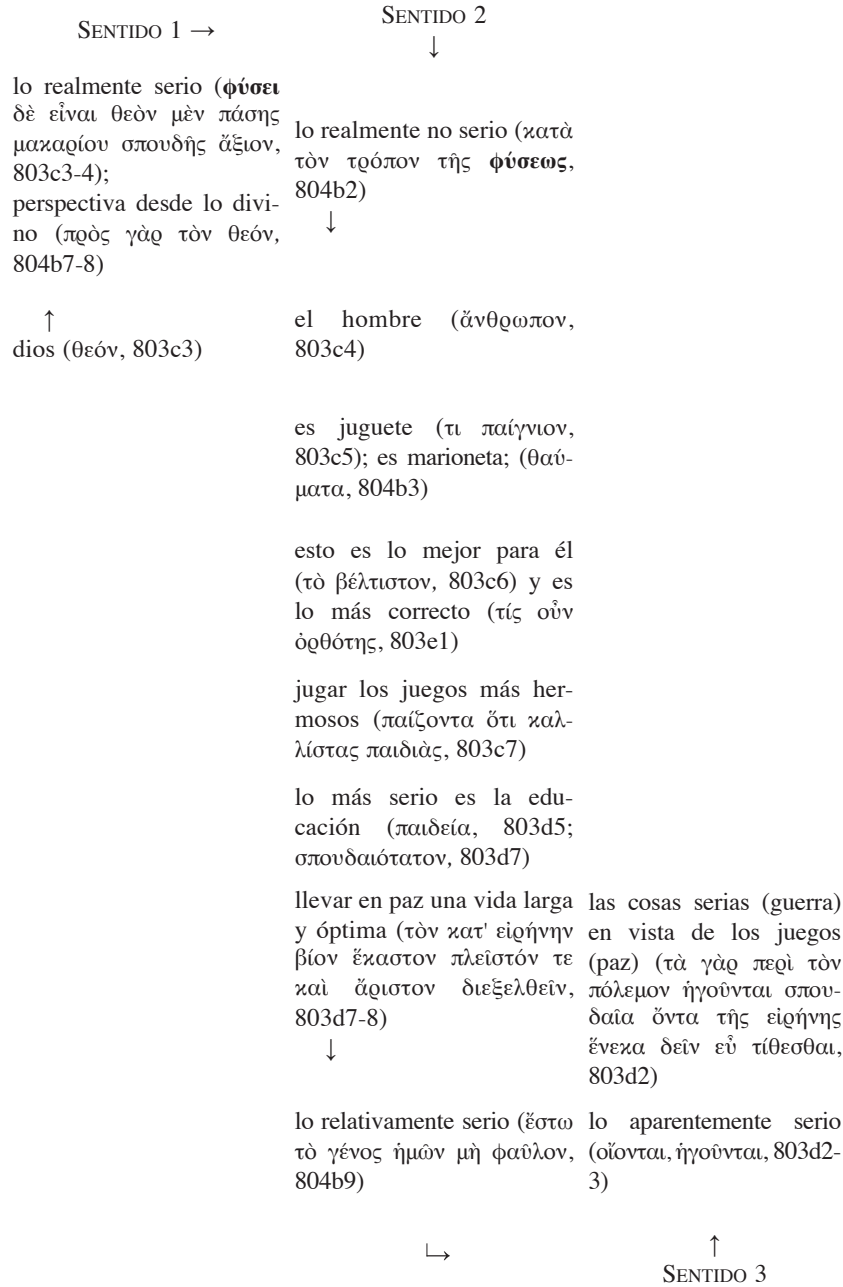 SENTIDO 1 →
SENTIDO 2
↓
lo realmente serio (φύσει
δὲ εἶναι θεὸν μὲν πάσης
μακαρίου σπουδῆς ἄξιον,
803c3-4);
perspectiva desde lo divi-
no (πρὸς γὰρ τὸν θεόν,
804b7-8)
lo realmente no serio (κατὰ
τὸν τρόπον τῆς φύσεως,
804b2)
↓
↑
dios (θεόν, 803c3)
el hombre (ἄνθρωπον,
803c4)
es juguete (τι παίγνιον,
803c5); es marioneta; (θαύ-
ματα, 804b3)
esto es lo mejor para él
(τὸ βέλτιστον, 803c6) y es
lo más correcto (τίς οὖν
ὀρθότης, 803e1)
jugar los juegos más her-
mosos (παίζοντα ὅτι καλ-
λίστας παιδιὰς, 803c7)
lo más serio es la edu-
cación (παιδεία, 803d5;
σπουδαιότατον, 803d7)
llevar en paz una vida larga
y óptima (τὸν κατ' εἰρήνην
βίον ἕκαστον πλεῖστόν τε
καὶ ἄριστον διεξελθεῖν,
803d7-8)
↓
las cosas serias (guerra)
en vista de los juegos
(paz) (τὰ γὰρ περὶ τὸν
πόλεμον ἡγοῦνται σπου-
δαῖα ὄντα τῆς εἰρήνης
ἕνεκα δεῖν εὖ τίθεσθαι,
803d2)
lo relativamente serio (ἔστω
τὸ γένος ἡμῶν μὴ φαῦλον,
804b9)
lo aparentemente serio
(οἴονται, ἡγοῦνται, 803d2-
3)
↪
↑
SENTIDO 3